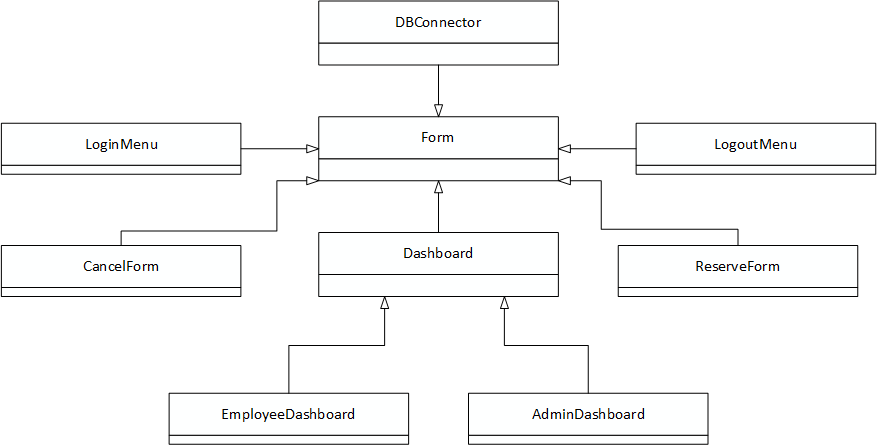 DBConnector
LoginMenu
Form
LogoutMenu
CancelForm
Dashboard
ReserveForm
EmployeeDashboard
AdminDashboard